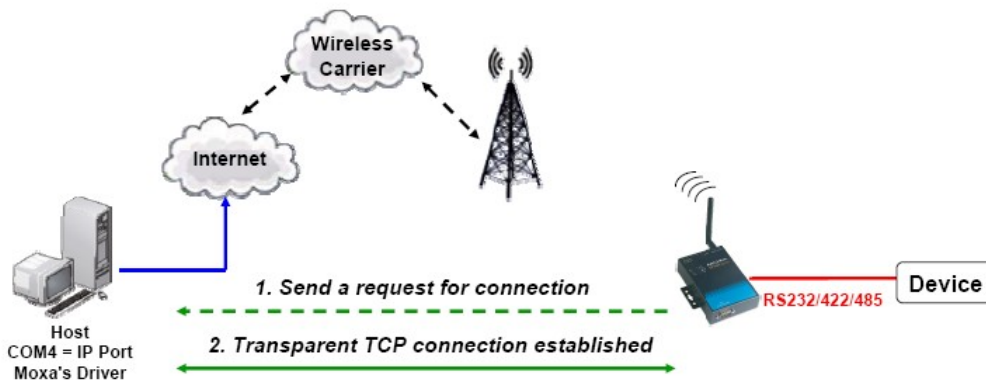 Wireless
Carrier
Internet
1. Send a request for connection
RS232/422/485
Device
Host
COM4 = IP Port
Moxa's Driver
2. Transparent TCP connection established